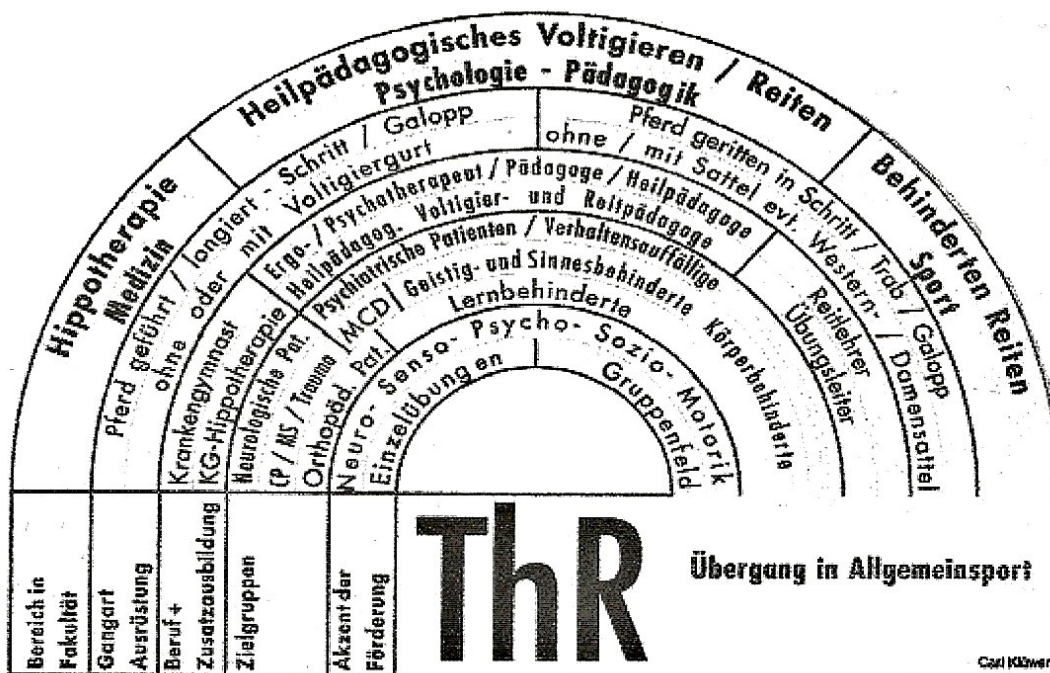 Heilpädagogisches Voltigieren / Reiten
Psychologie - Pädagogik
Hippotherapie
Medizin
Behinderten Reiten
Sport
Pferd geführt / longiert - Schritt / Galopp
ohne oder mit Voltigiergurt
Pferd geritten in Schritt / Trab / Galopp
ohne / mit Sattel evt. Western- / Damensattel
Krankengymnast
KG-Hippotherapie
Ergo- / Psychotherapeut / Pädagoge / Heilpädagoge
Heilpädagog. Voltigier- und Reitpädagoge
Reitlehrer
Übungsleiter
Neurologische Pat.
CP / MS / Trauma
Orthopäd. Pat.
Psychiatrische Patienten / Verhaltensauffällige
MCD
Geistig- und Sinnesbehinderte
Lernbehinderte
Körperbehinderte
Neuro- Senso- Psycho- Sozio- Motorik
Einzelübungen
Gruppenfeld
Bereich in
Fakultät
Gangart
Ausrüstung
Beruf +
Zusatzausbildung
Zielgruppen
Akzent der
Förderung
ThR
Übergang in Allgemeinsport
Carl Klüwer